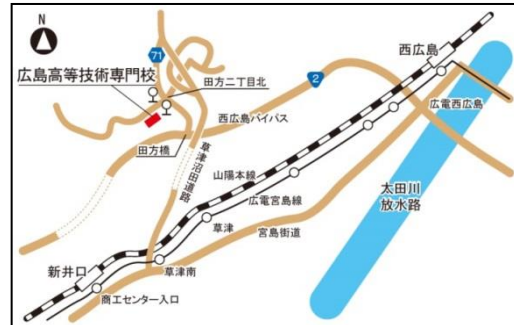 N
71
広島高等技術専門校
田方二丁目北
西広島
2
広電西広島
西広島バイパス
田方橋
草津沼田道路
山陽本線
広電宮島線
太田川
放水路
草津
宮島街道
新井口
草津南
商工センター入口